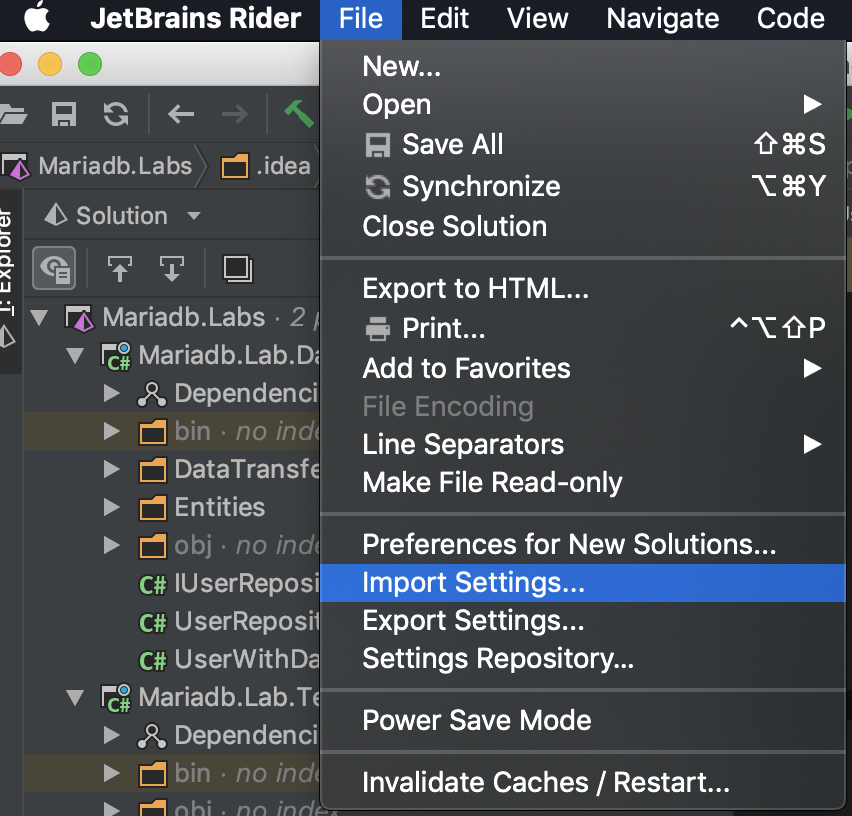 JetBrains Rider File Edit View Navigate Code
New...
Open
Save All ⇧⌘S
Synchronize ⌥⌘Y
Close Solution
Export to HTML...
Print... ^⌥⇧P
Add to Favorites
File Encoding
Line Separators
Make File Read-only
Preferences for New Solutions...
Import Settings...
Export Settings...
Settings Repository...
Power Save Mode
Invalidate Caches / Restart...
Mariadb.Labs .idea
1: Explorer
Solution
Mariadb.Labs · 2
Mariadb.Lab.Da
C#
Dependenci
bin · no inde
DataTransfe
Entities
obj · no inde
C# IUserReposi
C# UserReposit
C# UserWithDa
Mariadb.Lab.Te
C#
Dependenci
bin · no inde
obj · no index